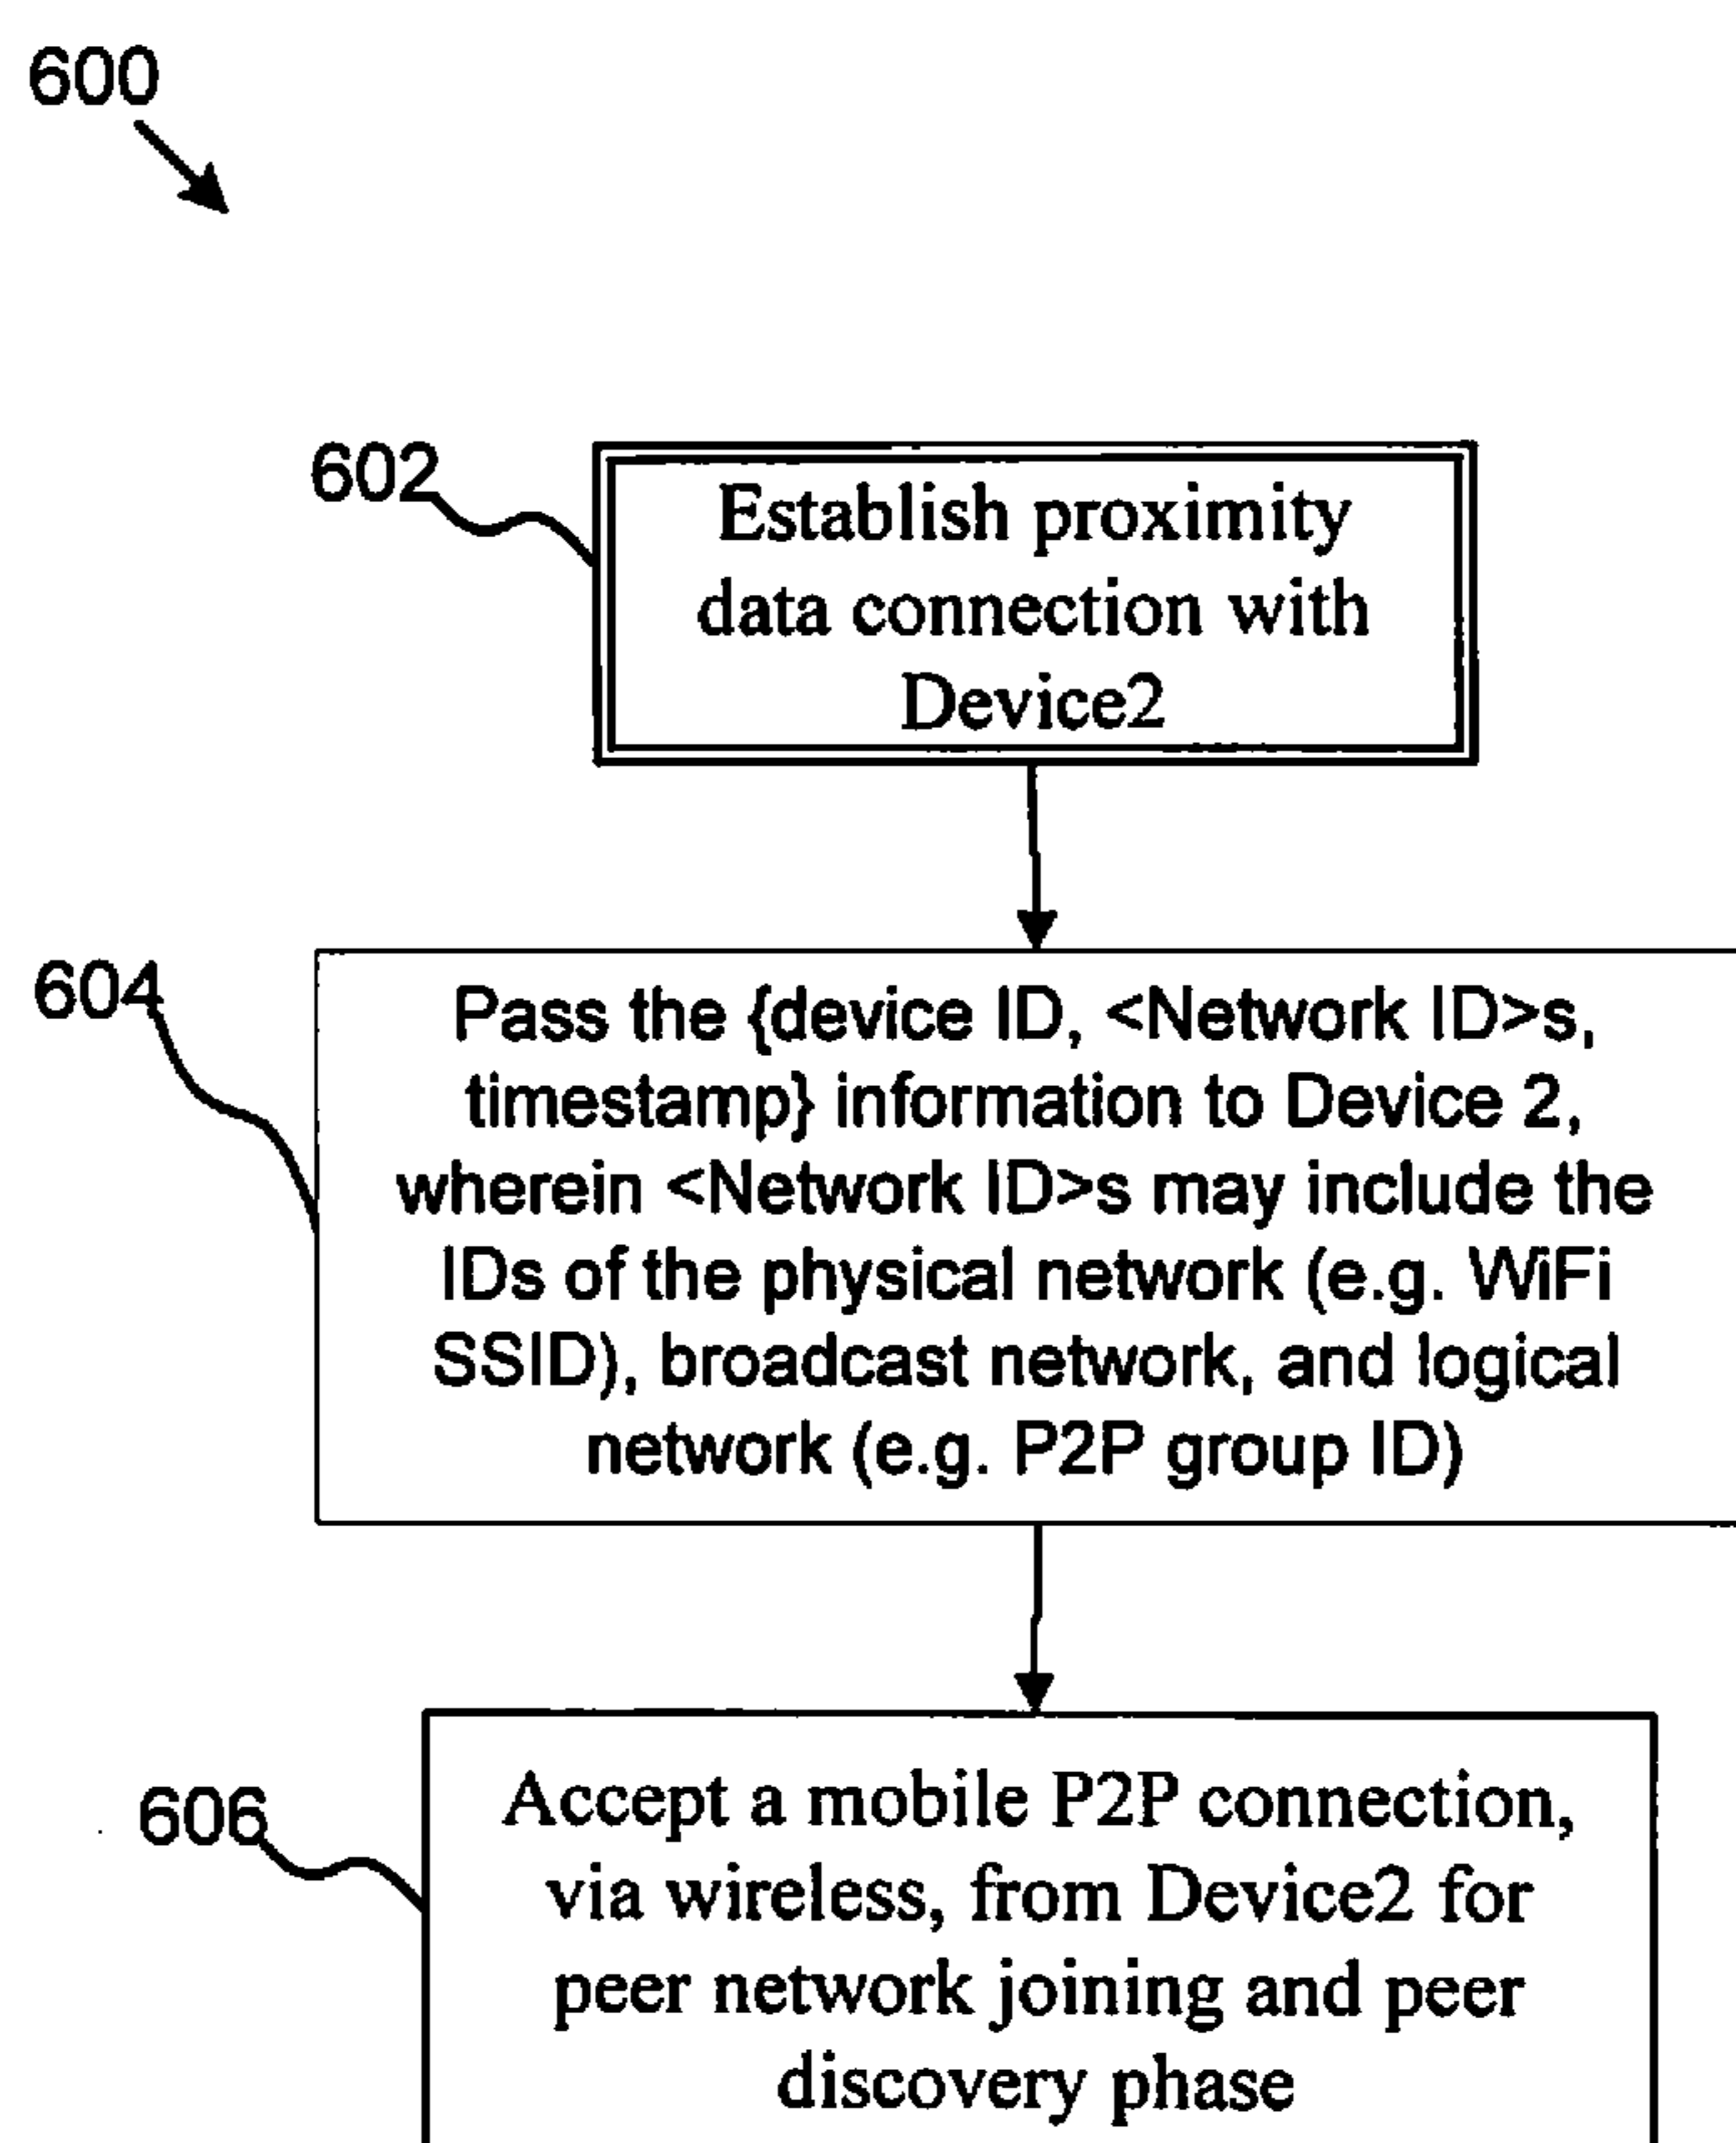 600
602
Establish proximity
data connection with
Device2
604
Pass the {device ID, <Network ID>s,
timestamp} information to Device 2,
wherein <Network ID>s may include the
IDs of the physical network (e.g. WiFi
SSID), broadcast network, and logical
network (e.g. P2P group ID)
606
Accept a mobile P2P connection,
via wireless, from Device2 for
peer network joining and peer
discovery phase